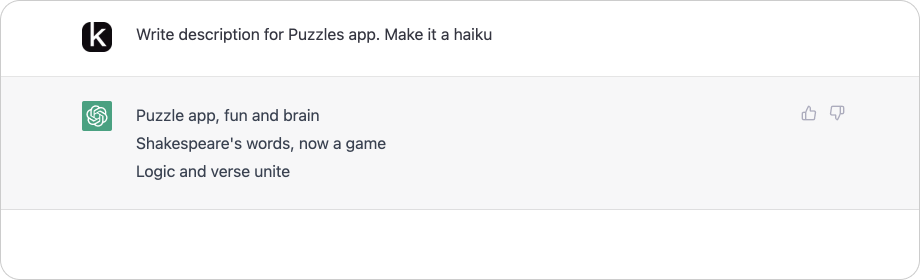 k
Write description for Puzzles app. Make it a haiku
Puzzle app, fun and brain
Shakespeare's words, now a game
Logic and verse unite